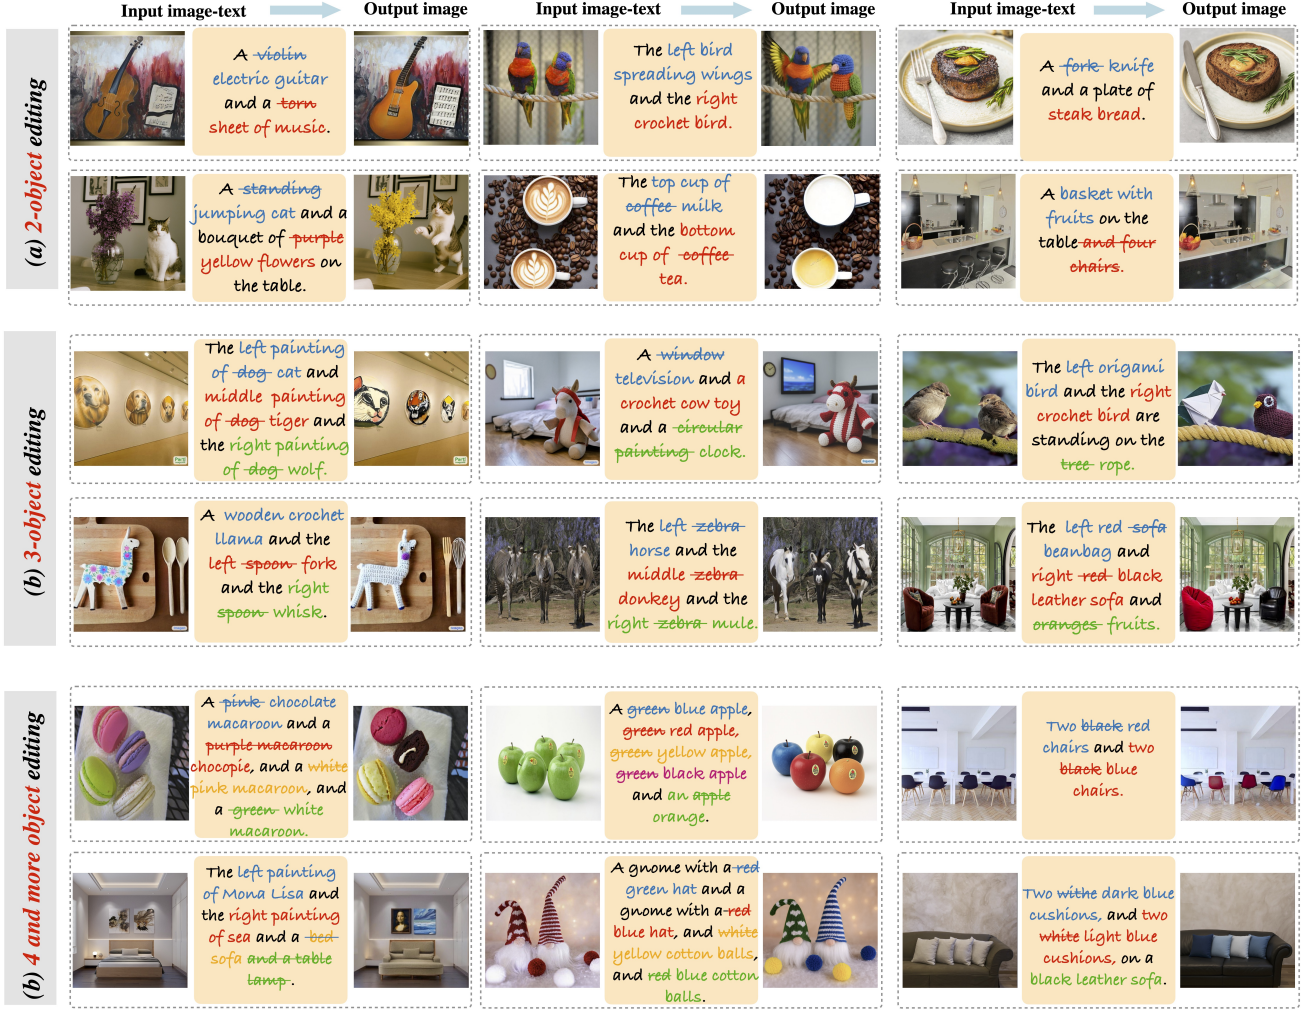 Input image-text
Output image
Input image-text
Output image
Input image-text
Output image
(a) 2-object editing
A violin
electric guitar
and a torn
sheet of music.
The left bird
spreading wings
and the right
crochet bird.
A fork knife
and a plate of
steak bread.
A standing
jumping cat and a
bouquet of purple
yellow flowers on
the table.
The top cup of
coffee milk
and the bottom
cup of coffee
tea.
A basket with
fruits on the
table and four
chairs.
(b) 3-object editing
The left painting
of dog cat and
middle painting
of dog tiger and
the right painting
of dog wolf.
A window
television and a
crochet cow toy
and a circular
painting clock.
The left origami
bird and the right
crochet bird are
standing on the
tree rope.
A wooden crochet
llama and the
left spoon fork
and the right
spoon whisk.
The left zebra
horse and the
middle zebra
donkey and the
right zebra mule.
The left red sofa
beanbag and
right red black
leather sofa and
oranges fruits.
(b) 4 and more object editing
A pink chocolate
macaroon and a
purple macaroon
chocopie, and a white
pink macaroon, and
a green white
macaroon.
A green blue apple,
green red apple,
green yellow apple,
green black apple
and an apple
orange.
Two black red
chairs and two
black blue
chairs.
The left painting
of Mona Lisa and
the right painting
of sea and a bed
sofa and a table
lamp.
A gnome with a red
green hat and a
gnome with a red
blue hat, and white
yellow cotton balls,
and red blue cotton
balls.
Two withe dark blue
cushions, and two
white light blue
cushions, on a
black leather sofa.